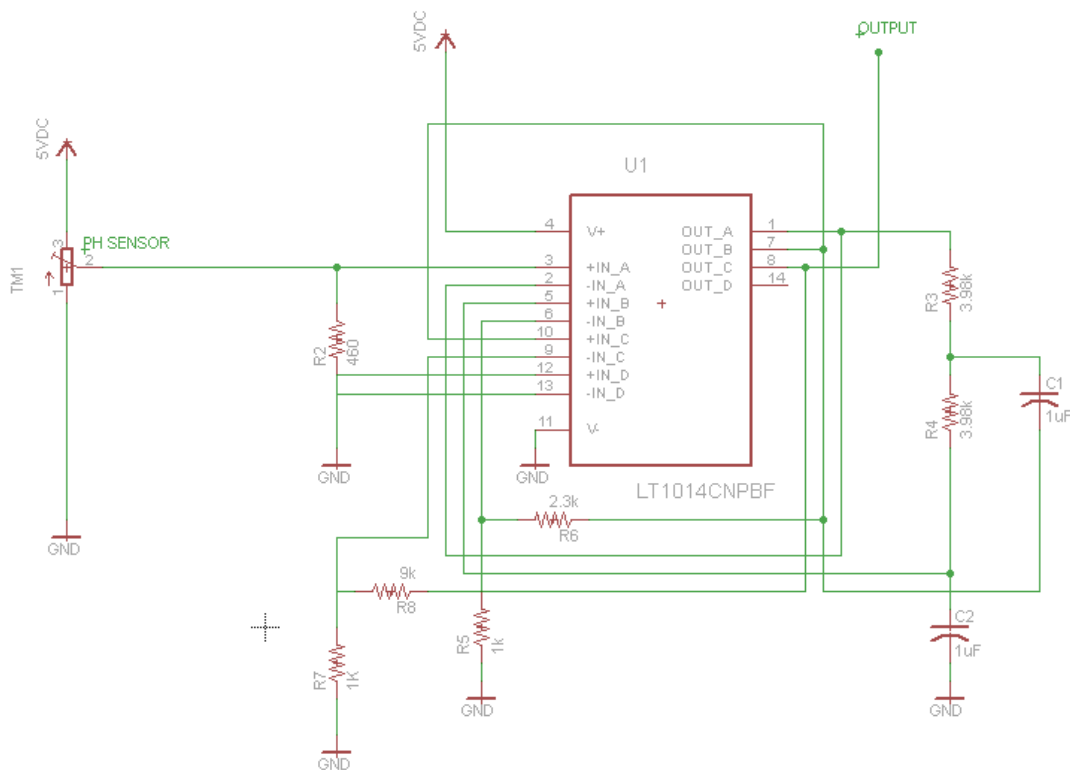 5VDC
OUTPUT
5VDC
U1
PH SENSOR
TM1
3
2
1
4 V+ OUT_A 1
OUT_B 7
3 +IN_A OUT_C 8
2 -IN_A OUT_D 14
5 +IN_B
6 -IN_B
10 +IN_C
9 -IN_C
12 +IN_D
13 -IN_D
11 V-
LT1014CNPBF
R2
460
GND
GND
GND
R3
3.98k
R4
3.98k
C1
1uF
2.3k
R6
9k
R8
R5
1k
GND
R7
1K
GND
C2
1uF
GND